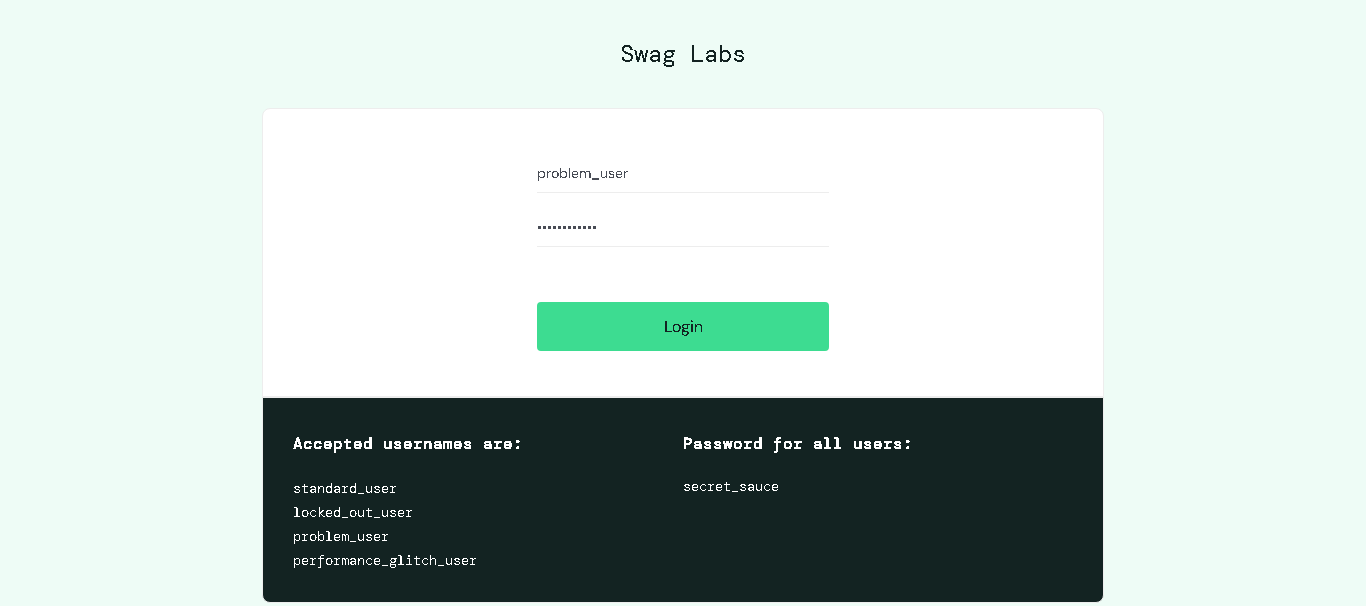 Swag Labs
problem_user
••••••••••••
Login
Accepted usernames are:
standard_user
locked_out_user
problem_user
performance_glitch_user
Password for all users:
secret_sauce